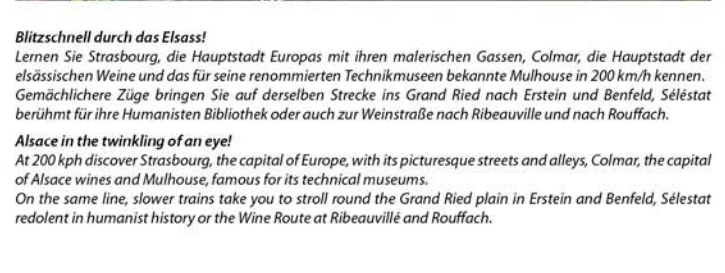 Blitzschnell durch das Elsass!
Lernen Sie Strasbourg, die Hauptstadt Europas mit ihren malerischen Gassen, Colmar, die Hauptstadt der
elsässischen Weine und das für seine renommierten Technikmuseen bekannte Mulhouse in 200 km/h kennen.
Gemächlichere Züge bringen Sie auf derselben Strecke ins Grand Ried nach Erstein und Benfeld, Séléstat
berühmt für ihre Humanisten Bibliothek oder auch zur Weinstraße nach Ribeauville und nach Rouffach.
Alsace in the twinkling of an eye!
At 200 kph discover Strasbourg, the capital of Europe, with its picturesque streets and alleys, Colmar, the capital
of Alsace wines and Mulhouse, famous for its technical museums.
On the same line, slower trains take you to stroll round the Grand Ried plain in Erstein and Benfeld, Sélestat
redolent in humanist history or the Wine Route at Ribeauvillé and Rouffach.